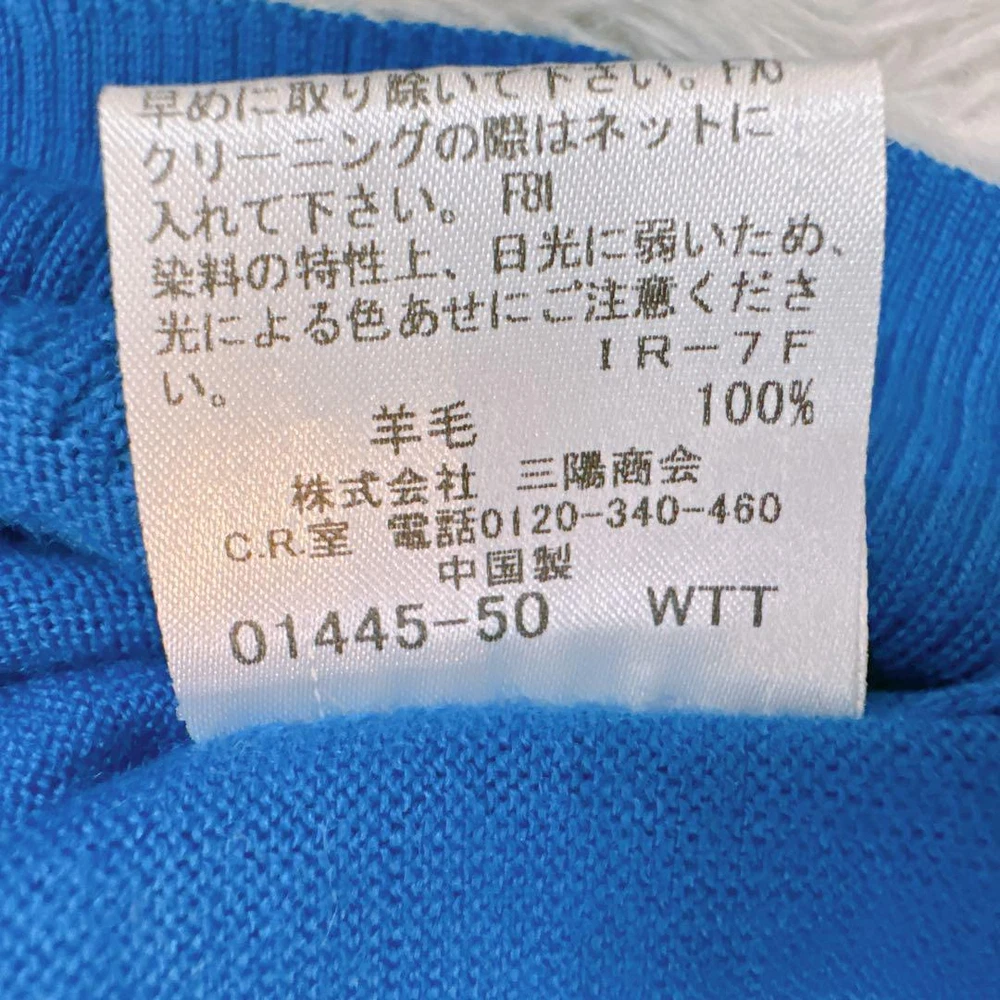 早めに取り除いて下さい。F76
クリーニングの際はネットに
入れて下さい。 F81
染料の特性上、日光に弱いため、
光による色あせにご注意くださ
い。
IR-7F
羊毛 100%
株式会社 三陽商会
C.R.室 電話0120-340-460
中国製
01445-50 WTT